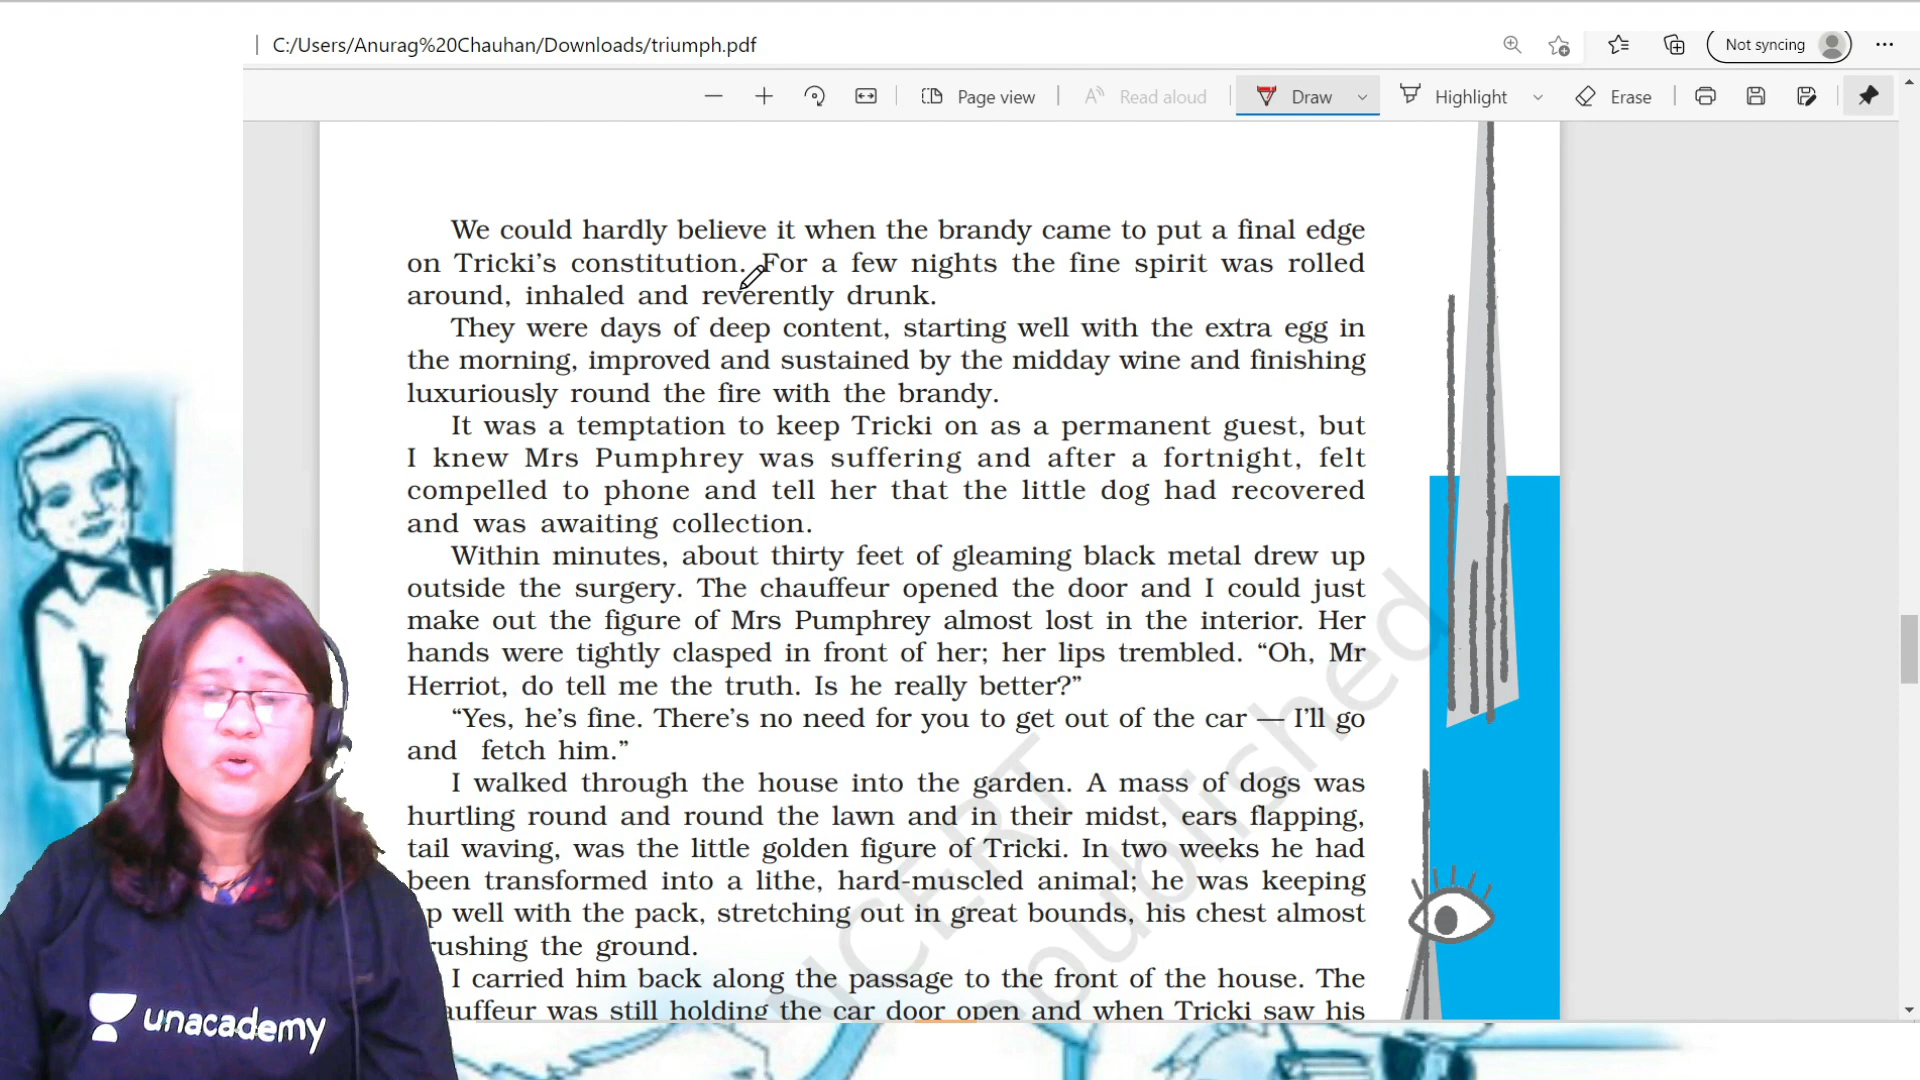 C:/Users/Anurag%20Chauhan/Downloads/triumph.pdf
Not syncing
Page view
Read aloud
Draw
Highlight
Erase
We could hardly believe it when the brandy came to put a final edge
on Tricki’s constitution. For a few nights the fine spirit was rolled
around, inhaled and reverently drunk.
They were days of deep content, starting well with the extra egg in
the morning, improved and sustained by the midday wine and finishing
luxuriously round the fire with the brandy.
It was a temptation to keep Tricki on as a permanent guest, but
I knew Mrs Pumphrey was suffering and after a fortnight, felt
compelled to phone and tell her that the little dog had recovered
and was awaiting collection.
Within minutes, about thirty feet of gleaming black metal drew up
outside the surgery. The chauffeur opened the door and I could just
make out the figure of Mrs Pumphrey almost lost in the interior. Her
hands were tightly clasped in front of her; her lips trembled. “Oh, Mr
Herriot, do tell me the truth. Is he really better?”
“Yes, he’s fine. There’s no need for you to get out of the car — I’ll go
and fetch him.”
I walked through the house into the garden. A mass of dogs was
hurtling round and round the lawn and in their midst, ears flapping,
tail waving, was the little golden figure of Tricki. In two weeks he had
been transformed into a lithe, hard-muscled animal; he was keeping
p well with the pack, stretching out in great bounds, his chest almost
rushing the ground.
I carried him back along the passage to the front of the house. The
auffeur was still holding the car door open and when Tricki saw his
NCERT
published
unacademy